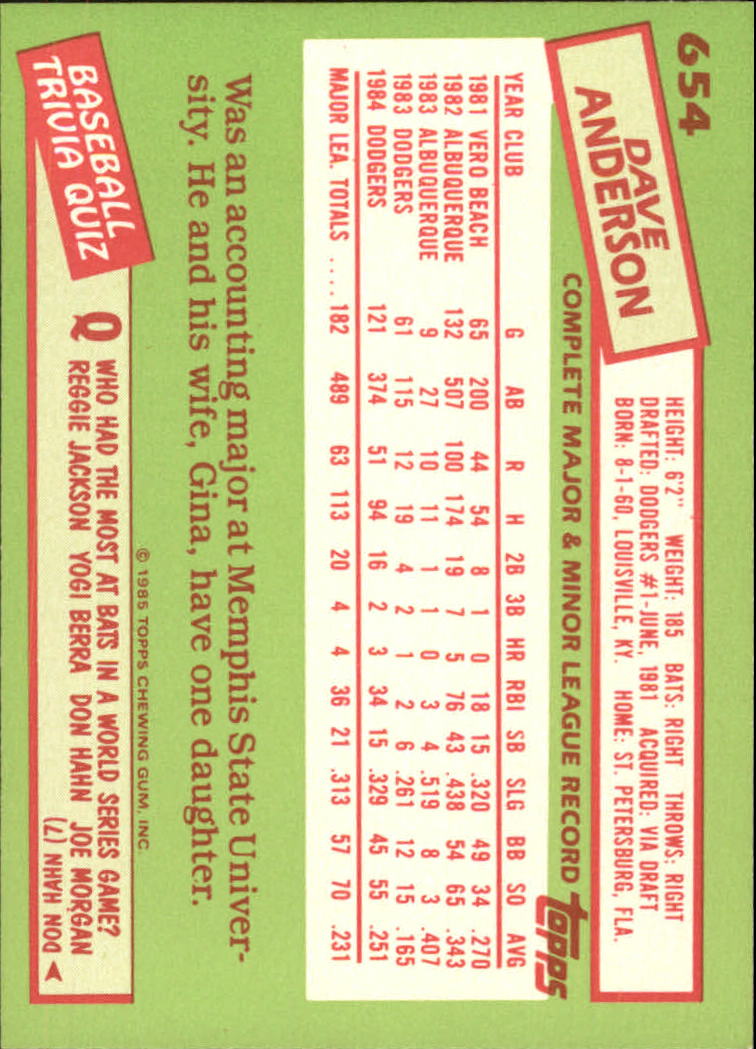 654
DAVE
ANDERSON
HEIGHT: 6'2" WEIGHT: 185 BATS: RIGHT THROWS: RIGHT
DRAFTED: DODGERS #1-JUNE, 1981 ACQUIRED: VIA DRAFT
BORN: 8-1-60, LOUISVILLE, KY. HOME: ST. PETERSBURG, FLA.
COMPLETE MAJOR & MINOR LEAGUE RECORD topps
YEAR CLUB G AB R H 2B 3B HR RBI SB SLG BB SO AVG
1981 VERO BEACH 65 200 44 54 8 1 0 18 15 .320 49 34 .270
1982 ALBUQUERQUE 132 507 100 174 19 7 5 76 43 .438 54 65 .343
1983 ALBUQUERQUE 9 27 10 11 1 1 0 3 4 .519 8 3 .407
1983 DODGERS 61 115 12 19 4 2 1 2 6 .261 12 15 .165
1984 DODGERS 121 374 51 94 16 2 3 34 15 .329 45 55 .251
MAJOR LEA. TOTALS .... 182 489 63 113 20 4 4 36 21 .313 57 70 .231
Was an accounting major at Memphis State Univer-
sity. He and his wife, Gina, have one daughter.
© 1985 TOPPS CHEWING GUM, INC.
BASEBALL
TRIVIA QUIZ
Q WHO HAD THE MOST AT BATS IN A WORLD SERIES GAME?
REGGIE JACKSON YOGI BERRA DON HAHN JOE MORGAN
DON HAHN (7) A